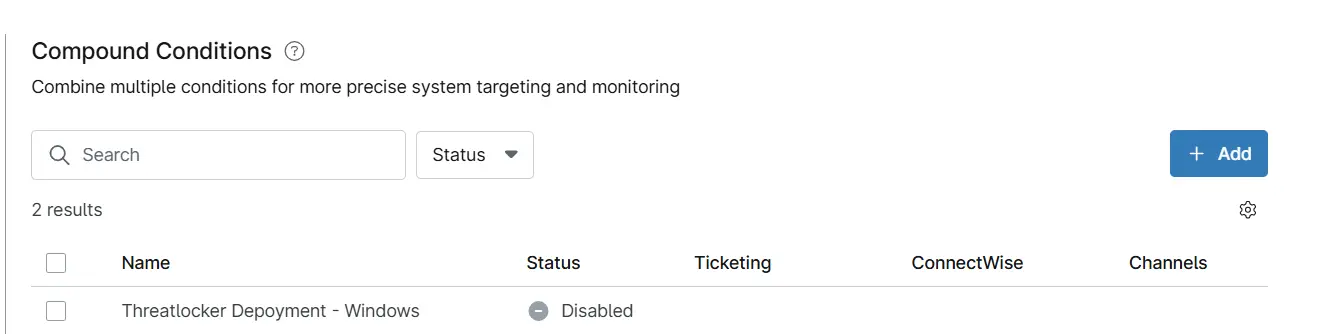 Compound Conditions ?
Combine multiple conditions for more precise system targeting and monitoring
Search
Status
+ Add
2 results
Name Status Ticketing ConnectWise Channels
Threatlocker Depoyment - Windows Disabled